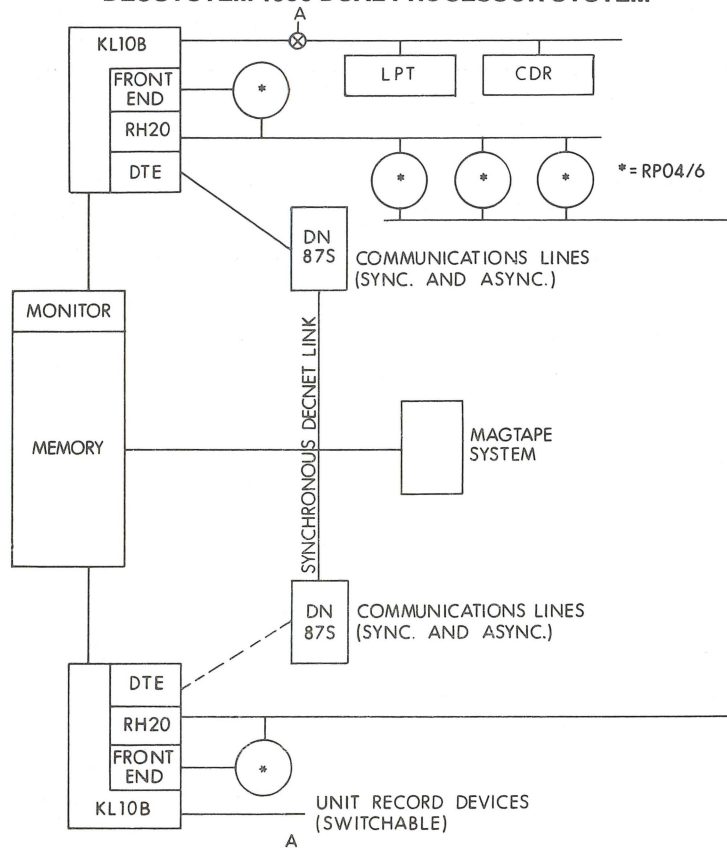 A
KL10B
FRONT
END
RH20
DTE
*
LPT
CDR
*
*
*
*=RP04/6
DN
87S
COMMUNICATIONS LINES
(SYNC. AND ASYNC.)
MONITOR
MEMORY
SYNCHRONOUS DECNET LINK
MAGTAPE
SYSTEM
DN
87S
COMMUNICATIONS LINES
(SYNC. AND ASYNC.)
DTE
RH20
FRONT
END
KL10B
*
UNIT RECORD DEVICES
(SWITCHABLE)
A